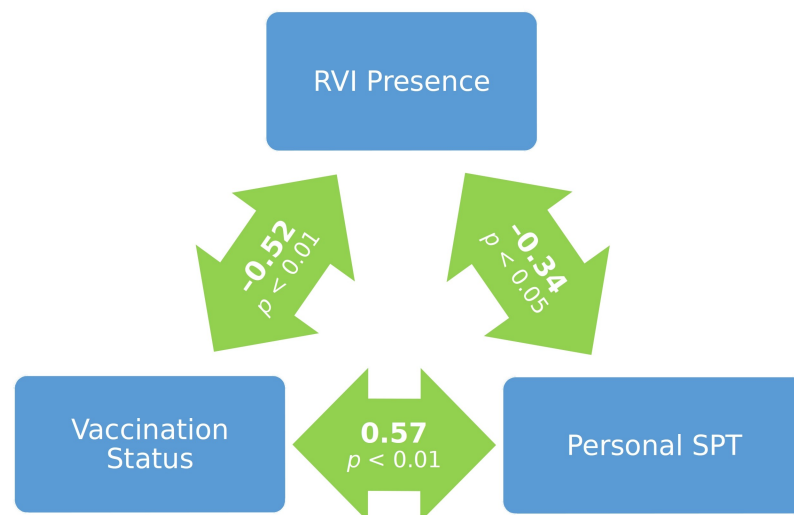 RVI Presence
-0.52
p < 0.01
-0.34
p < 0.05
Vaccination
Status
0.57
p < 0.01
Personal SPT